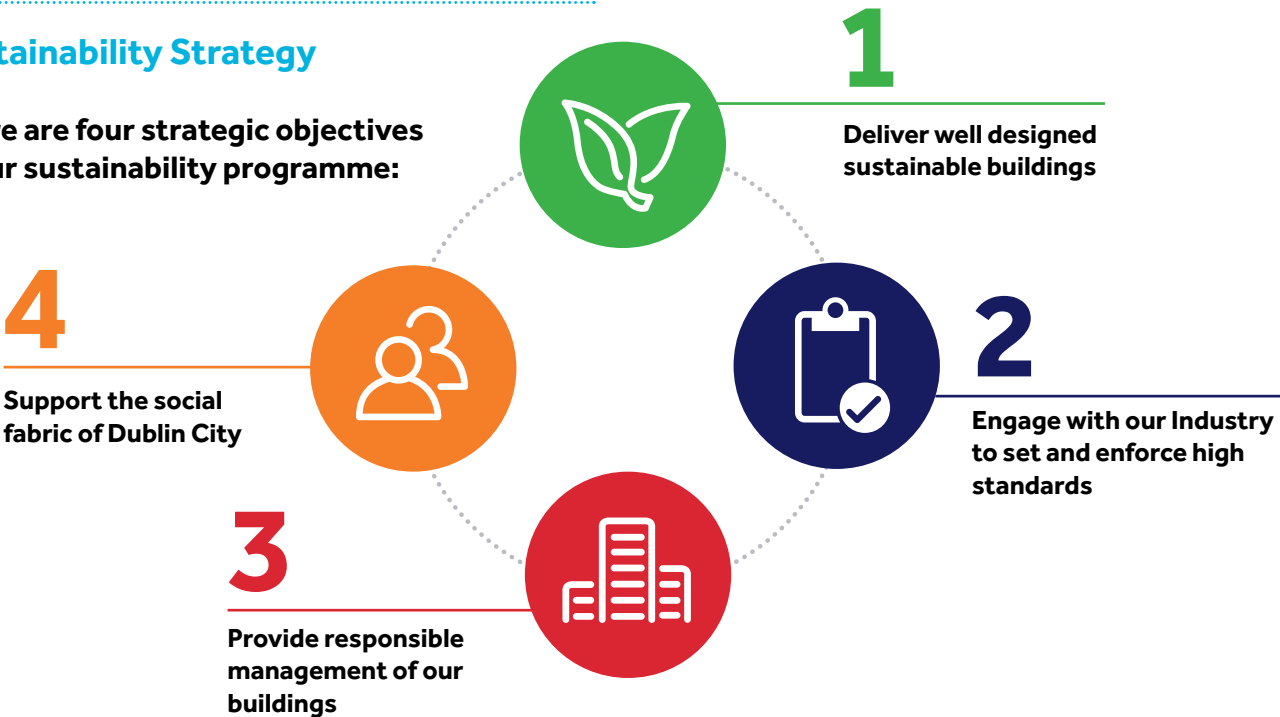 tainability Strategy
e are four strategic objectives
r sustainability programme:
1
Deliver well designed
sustainable buildings
2
Engage with our Industry
to set and enforce high
standards
3
Provide responsible
management of our
buildings
4
Support the social
fabric of Dublin City